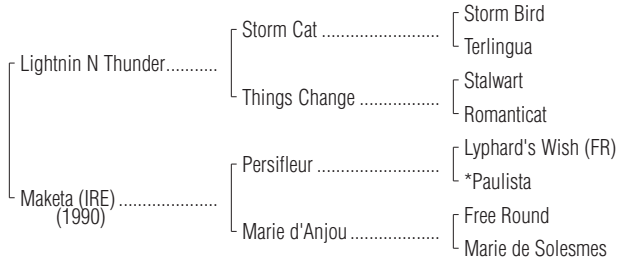 Storm Bird
Storm Cat ........................
Terlingua
Lightnin N Thunder..........
Stalwart
Things Change ................
Romanticat
Lyphard's Wish (FR)
Persifleur ........................
*Paulista
Maketa (IRE) ...................
(1990)
Free Round
Marie d'Anjou .................
Marie de Solesmes